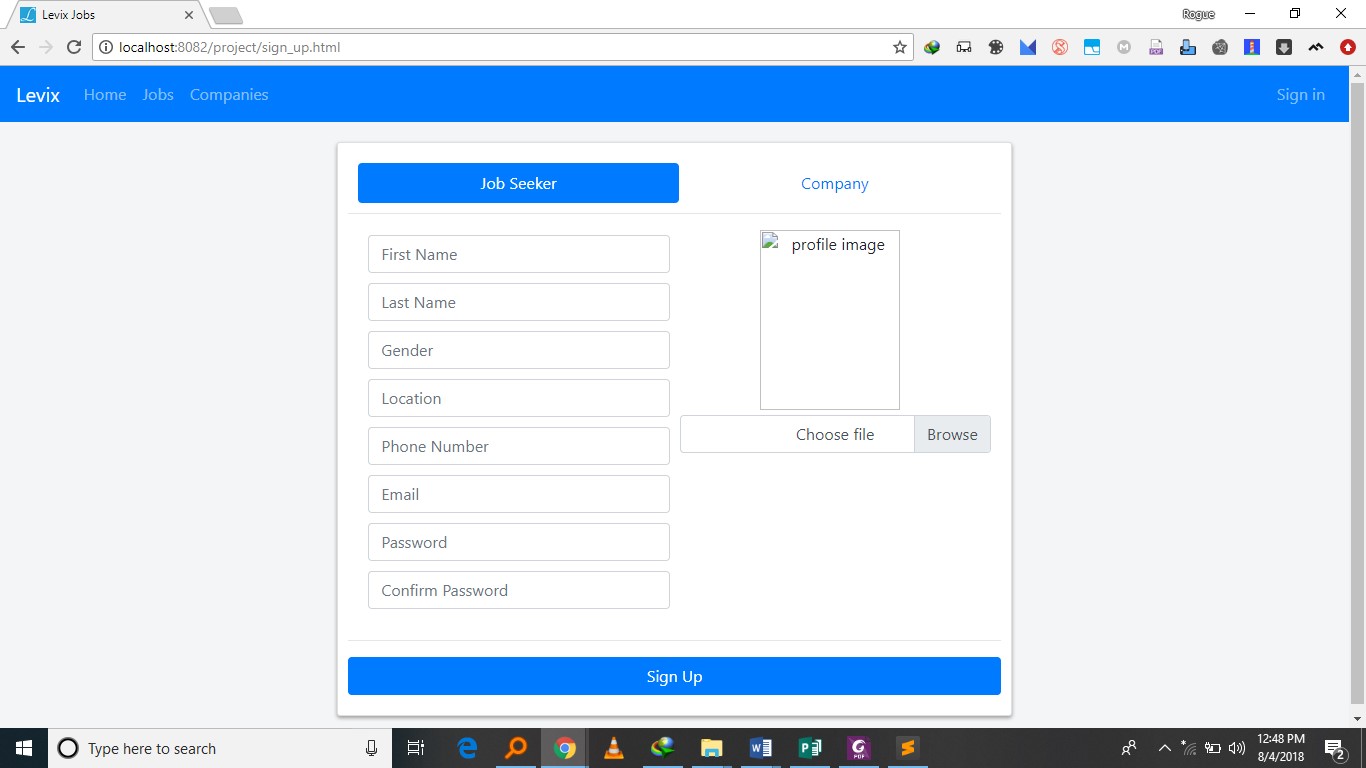 Levix Jobs
Rogue
localhost:8082/project/sign_up.html
Levix Home Jobs Companies Sign in
Job Seeker Company
First Name
profile image
Last Name
Gender
Location
Phone Number
Choose file Browse
Email
Password
Confirm Password
Sign Up
Type here to search
12:48 PM
8/4/2018
2